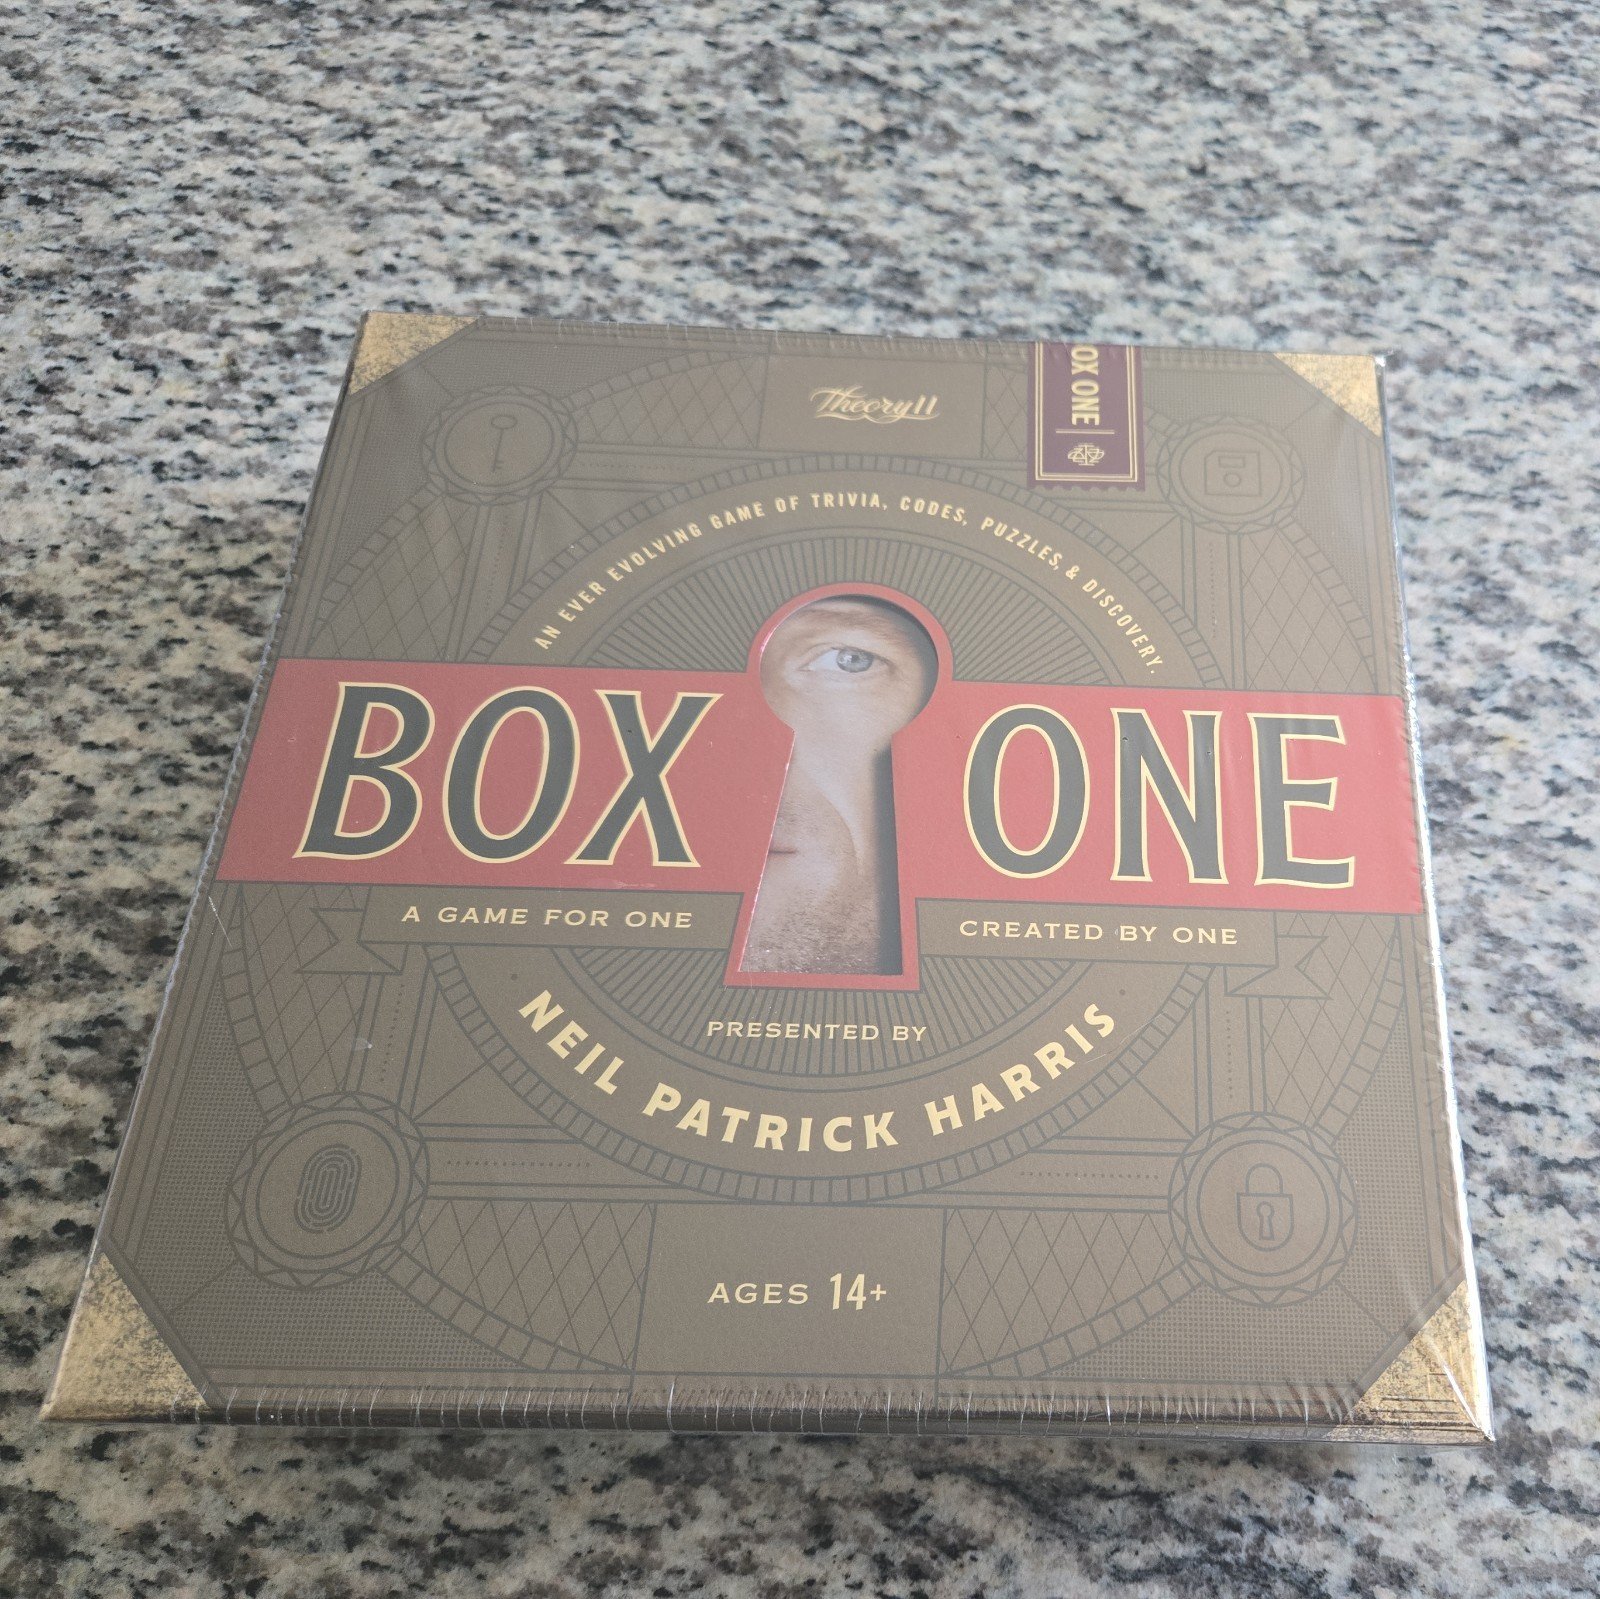 Theory11
OX ONE
AN EVER EVOLVING GAME OF TRIVIA, CODES, PUZZLES, & DISCOVERY.
BOX ONE
A GAME FOR ONE
CREATED BY ONE
PRESENTED BY
NEIL PATRICK HARRIS
AGES 14+